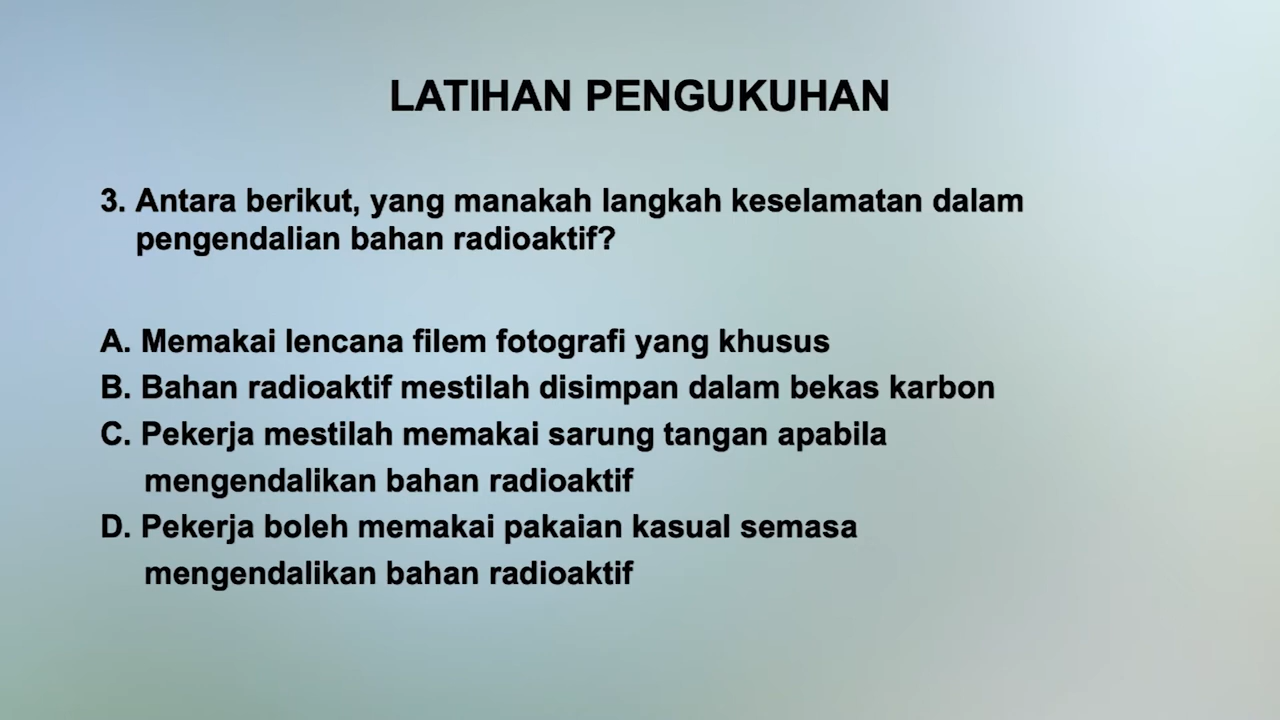 LATIHAN PENGUKUHAN
3. Antara berikut, yang manakah langkah keselamatan dalam
pengendalian bahan radioaktif?
A. Memakai lencana filem fotografi yang khusus
B. Bahan radioaktif mestilah disimpan dalam bekas karbon
C. Pekerja mestilah memakai sarung tangan apabila
mengendalikan bahan radioaktif
D. Pekerja boleh memakai pakaian kasual semasa
mengendalikan bahan radioaktif